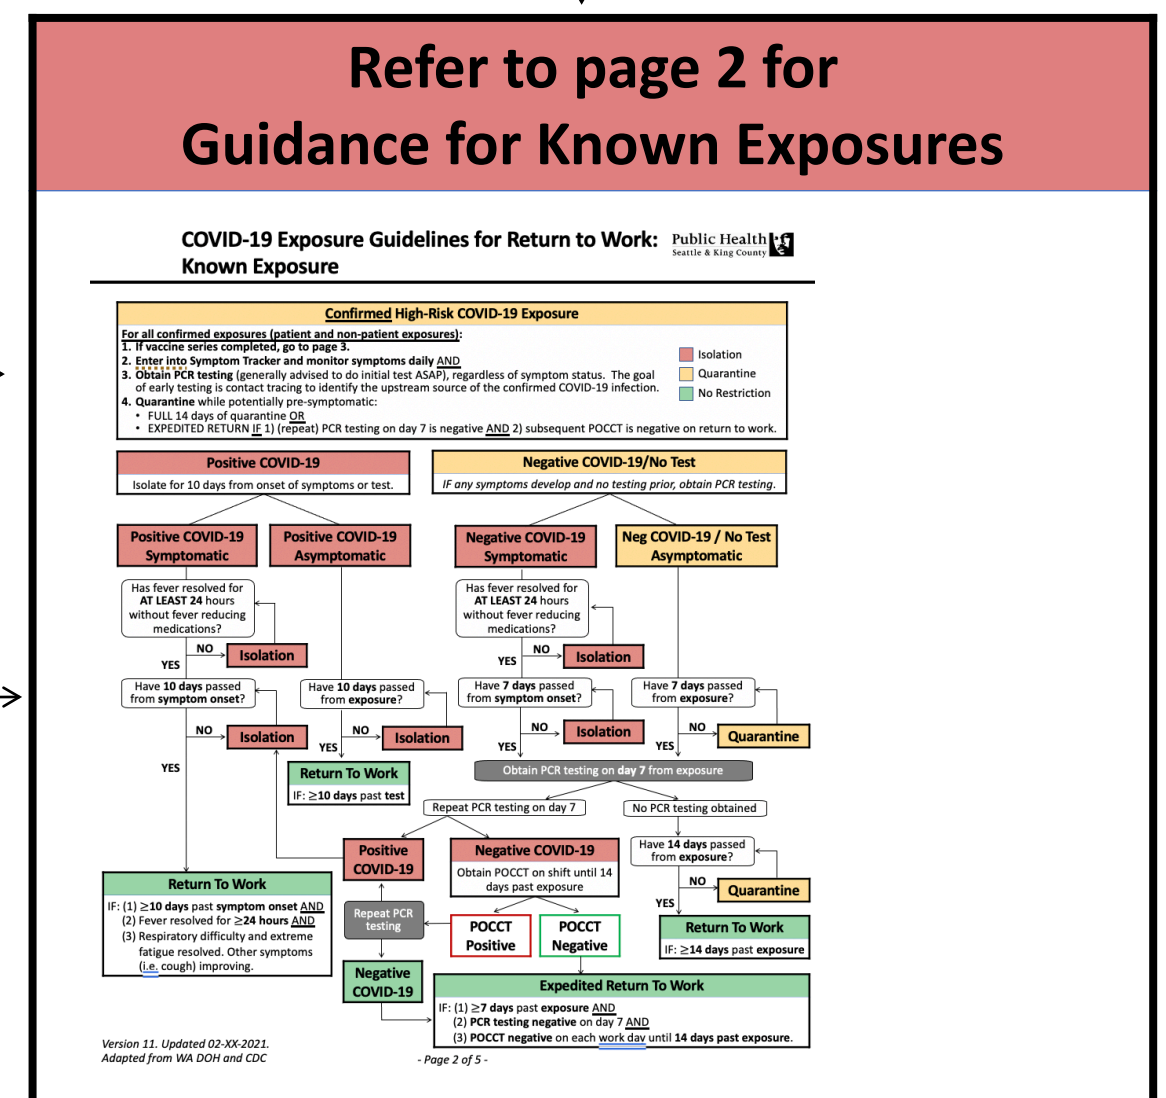 Refer to page 2 for
Guidance for Known Exposures
COVID-19 Exposure Guidelines for Return to Work:
Known Exposure
Public Health
Seattle & King County
Confirmed High-Risk COVID-19 Exposure
For all confirmed exposures (patient and non-patient exposures):
1. If vaccine series completed, go to page 3.
2. Enter into Symptom Tracker and monitor symptoms daily AND
3. Obtain PCR testing (generally advised to do initial test ASAP), regardless of symptom status. The goal
of early testing is contact tracing to identify the upstream source of the confirmed COVID-19 infection.
4. Quarantine while potentially pre-symptomatic:
• FULL 14 days of quarantine OR
• EXPEDITED RETURN IF 1) (repeat) PCR testing on day 7 is negative AND 2) subsequent POCCT is negative on return to work.
Isolation
Quarantine
No Restriction
Positive COVID-19
Isolate for 10 days from onset of symptoms or test.
Negative COVID-19/No Test
IF any symptoms develop and no testing prior, obtain PCR testing.
Positive COVID-19
Symptomatic
Positive COVID-19
Asymptomatic
Negative COVID-19
Symptomatic
Neg COVID-19 / No Test
Asymptomatic
Has fever resolved for
AT LEAST 24 hours
without fever reducing
medications?
Has fever resolved for
AT LEAST 24 hours
without fever reducing
medications?
NO
Isolation
YES
NO
Isolation
YES
Have 10 days passed
from symptom onset?
Have 10 days passed
from exposure?
Have 7 days passed
from symptom onset?
Have 7 days passed
from exposure?
NO
Isolation
YES
NO
Isolation
YES
NO
Isolation
YES
NO
Quarantine
YES
Return To Work
IF: ≥10 days past test
Obtain PCR testing on day 7 from exposure
Repeat PCR testing on day 7
No PCR testing obtained
Positive
COVID-19
Negative COVID-19
Obtain POCCT on shift until 14
days past exposure
Have 14 days passed
from exposure?
NO
Quarantine
YES
Return To Work
IF: (1) ≥10 days past symptom onset AND
(2) Fever resolved for ≥24 hours AND
(3) Respiratory difficulty and extreme
fatigue resolved. Other symptoms
(i.e. cough) improving.
Repeat PCR
testing
POCCT
Positive
POCCT
Negative
Return To Work
IF: ≥14 days past exposure
Negative
COVID-19
Expedited Return To Work
IF: (1) ≥7 days past exposure AND
(2) PCR testing negative on day 7 AND
(3) POCCT negative on each work day until 14 days past exposure.
Version 11. Updated 02-XX-2021.
Adapted from WA DOH and CDC
- Page 2 of 5 -